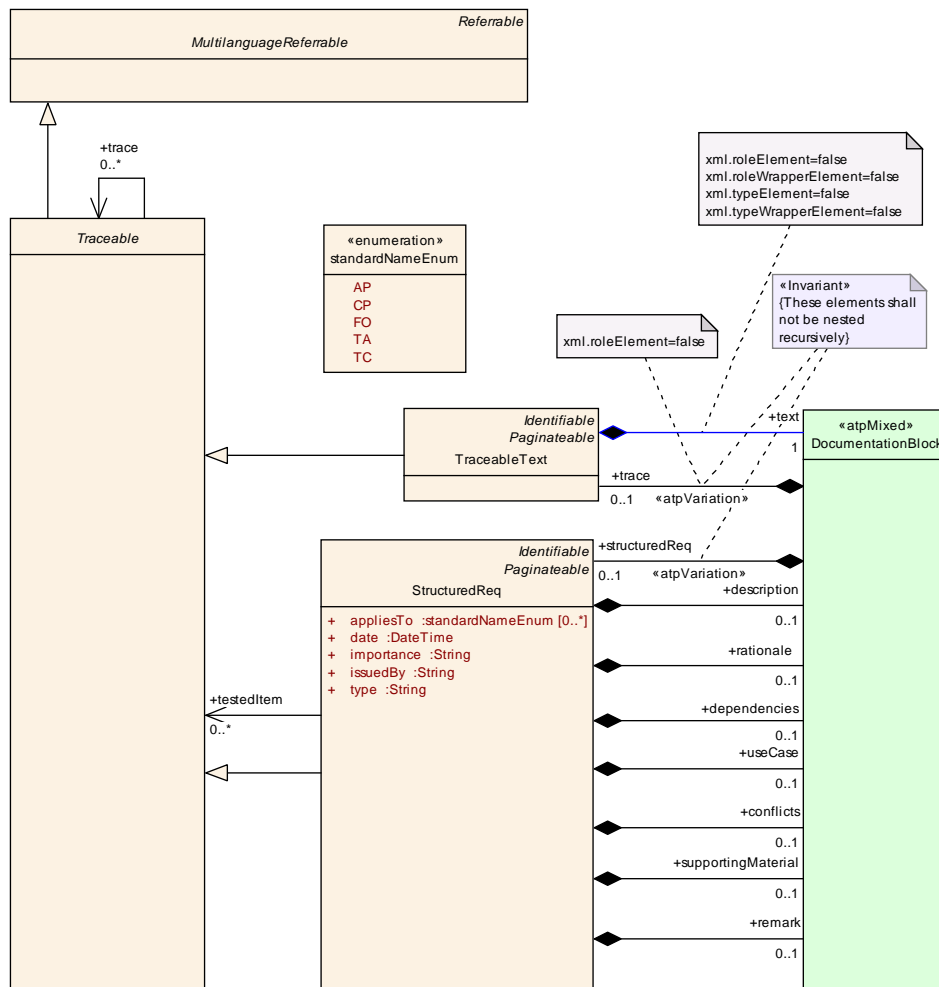 Referrable
MultilanguageReferrable
+trace
0..*
xml.roleElement=false
xml.roleWrapperElement=false
xml.typeElement=false
xml.typeWrapperElement=false
Traceable
«enumeration»
standardNameEnum
AP
CP
FO
TA
TC
«Invariant»
{These elements shall
not be nested
recursively}
xml.roleElement=false
Identifiable
Paginateable
TraceableText
+text
1
«atpMixed»
DocumentationBlock
+trace
0..1
«atpVariation»
Identifiable
Paginateable
StructuredReq
+structuredReq
0..1
«atpVariation»
+ appliesTo :standardNameEnum [0..*]
+ date :DateTime
+ importance :String
+ issuedBy :String
+ type :String
+description
0..1
+rationale
0..1
+testedItem
0..*
+dependencies
0..1
+useCase
0..1
+conflicts
0..1
+supportingMaterial
0..1
+remark
0..1